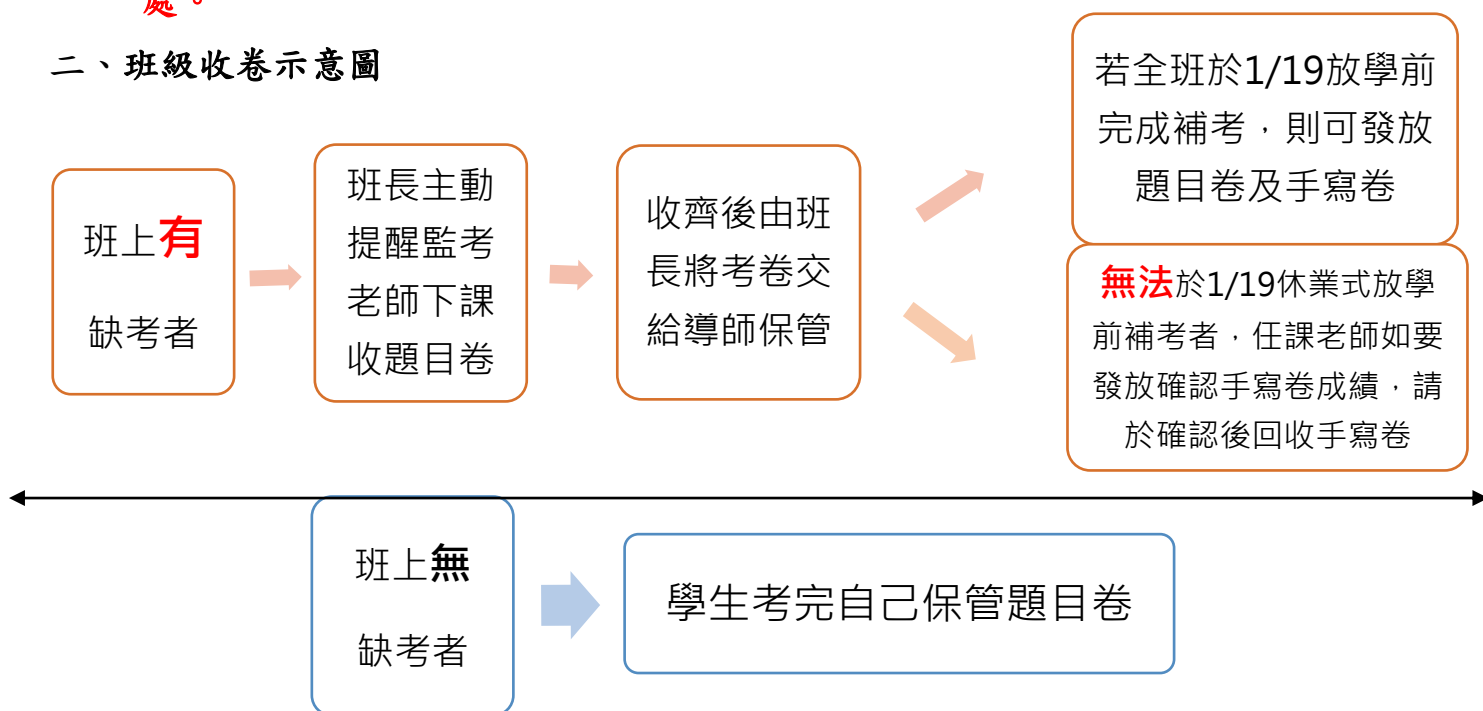 處。
二、班級收卷示意圖
班上有
缺考者
班長主動
提醒監考
老師下課
收題目卷
收齊後由班
長將考卷交
給導師保管
若全班於1/19放學前
完成補考，則可發放
題目卷及手寫卷
無法於1/19休業式放學
前補考者，任課老師如要
發放確認手寫卷成績，請
於確認後回收手寫卷
班上無
缺考者
學生考完自己保管題目卷